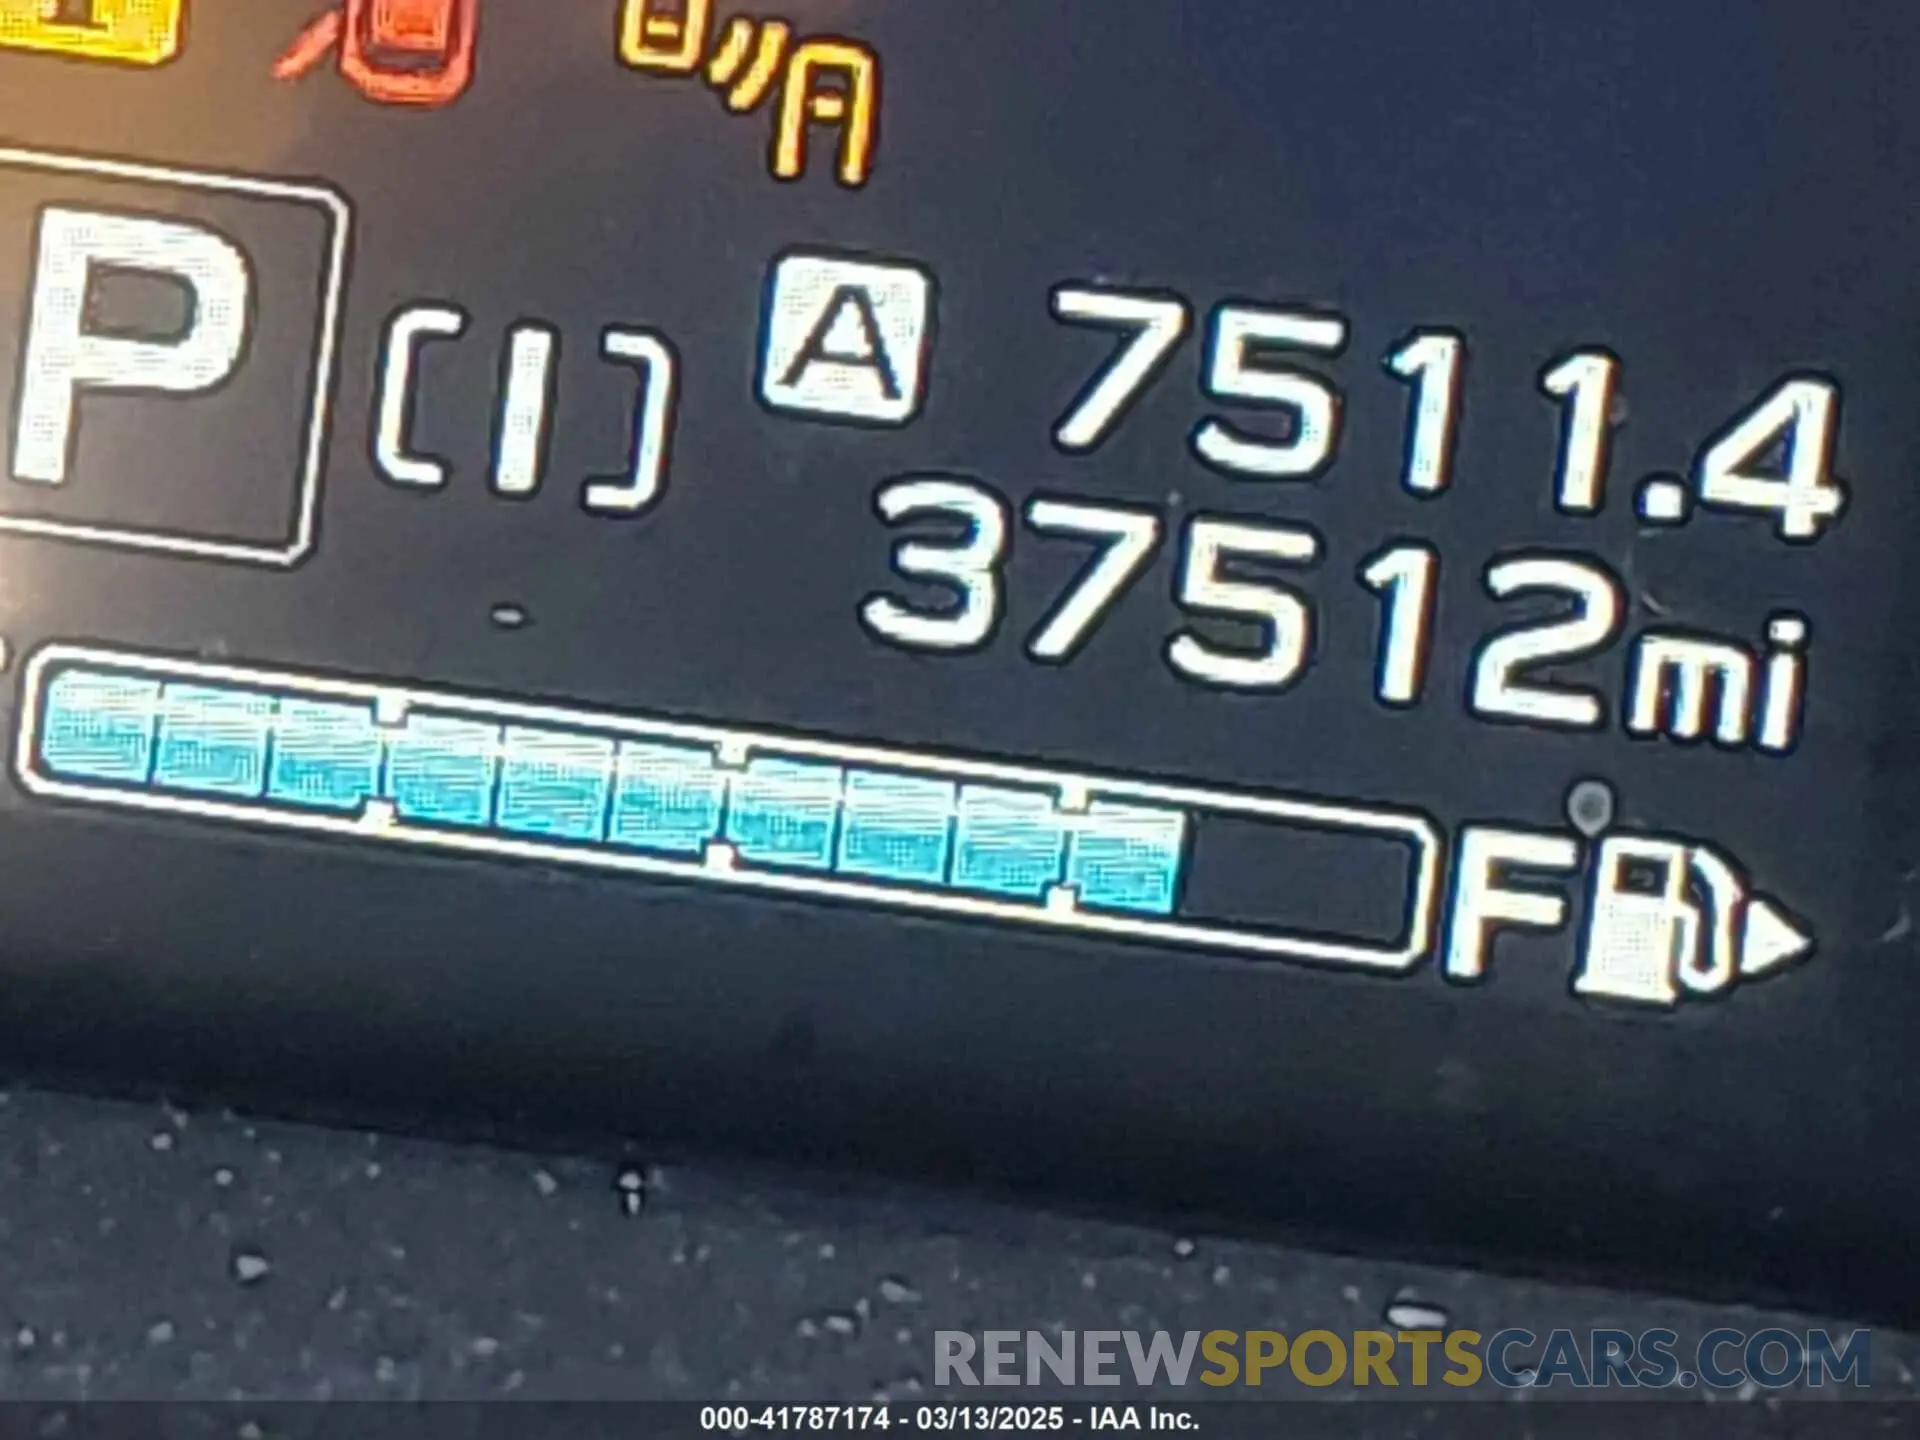 P ( I ) A 7511.4
37512mi
F
RENEWSPORTSCARS.COM
000-41787174 - 03/13/2025 - IAA Inc.